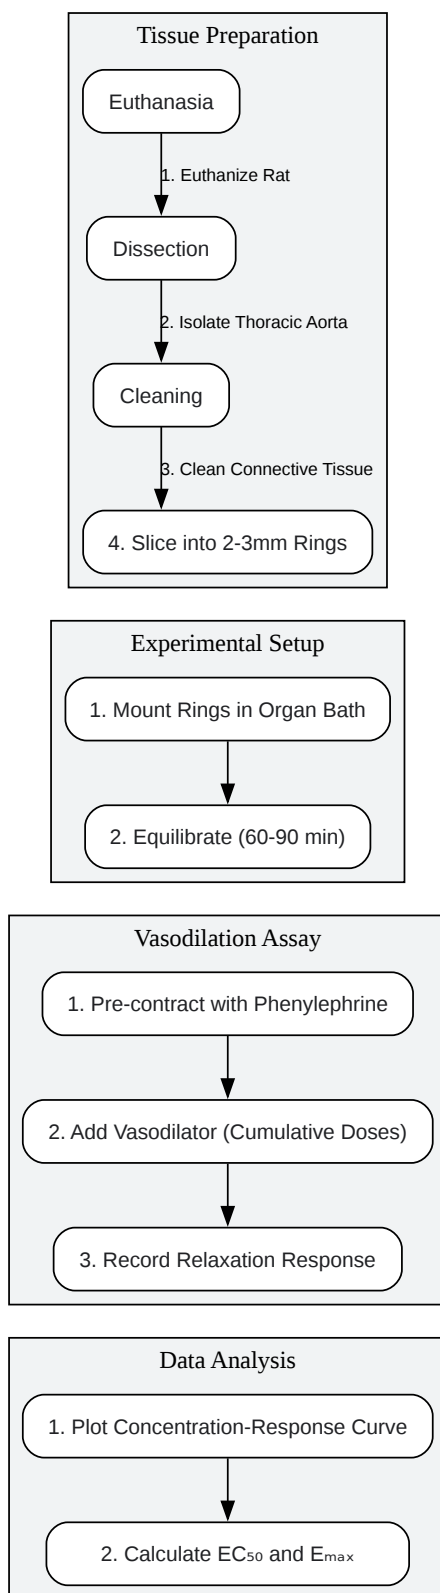 Tissue Preparation
Euthanasia
1. Euthanize Rat
Dissection
2. Isolate Thoracic Aorta
Cleaning
3. Clean Connective Tissue
4. Slice into 2-3mm Rings
Experimental Setup
1. Mount Rings in Organ Bath
2. Equilibrate (60-90 min)
Vasodilation Assay
1. Pre-contract with Phenylephrine
2. Add Vasodilator (Cumulative Doses)
3. Record Relaxation Response
Data Analysis
1. Plot Concentration-Response Curve
2. Calculate EC₅₀ and Eₘₐₓ